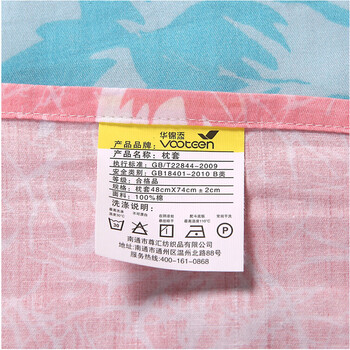 华锦添
VOOTEEN
产品品牌:
产品名称:枕套
执行标准:GB/T22844-2009
安全类别:GB18401-2010 B类
等级:合格品
规格:枕套48cmX74cm±2cm
面料:100%棉
洗涤说明:
30
P
南通市尊汇纺织品有限公司
地址:南通市通州区温州北路88号
服务热线:400-161-0868